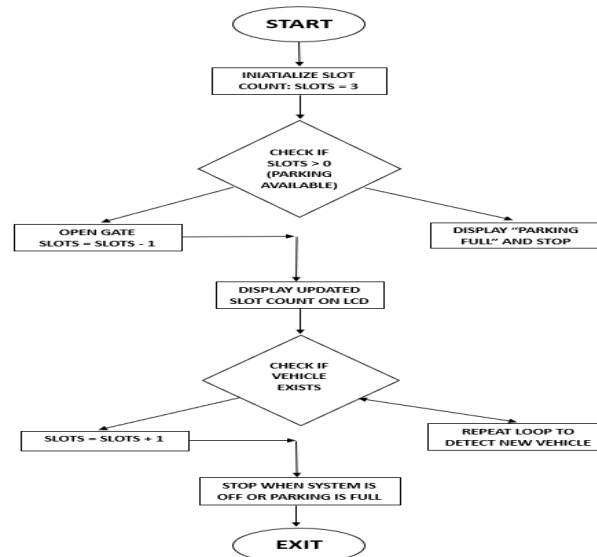 START
INIATIALIZE SLOT
COUNT: SLOTS = 3
CHECK IF
SLOTS > 0
(PARKING
AVAILABLE)
OPEN GATE
SLOTS = SLOTS - 1
DISPLAY "PARKING
FULL" AND STOP
DISPLAY UPDATED
SLOT COUNT ON LCD
CHECK IF
VEHICLE
EXISTS
SLOTS = SLOTS + 1
REPEAT LOOP TO
DETECT NEW VEHICLE
STOP WHEN SYSTEM IS
OFF OR PARKING IS FULL
EXIT